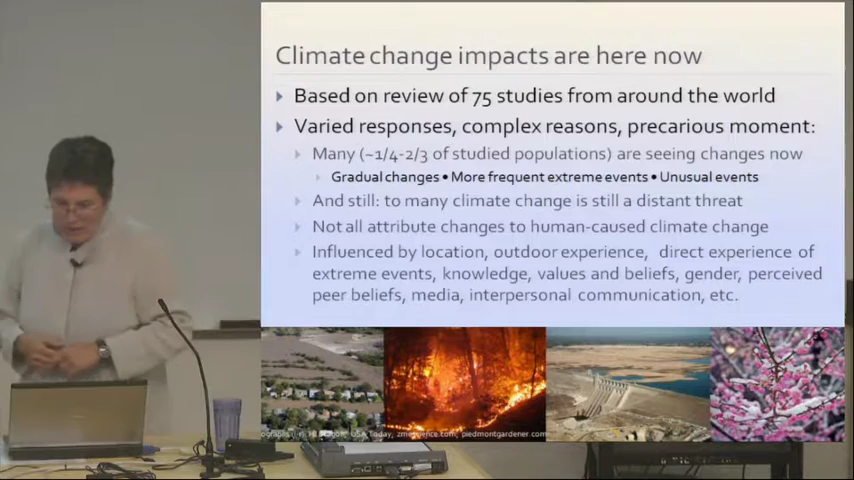 Climate change impacts are here now
Based on review of 75 studies from around the world
Varied responses, complex reasons, precarious moment:
Many (~1/4-2/3 of studied populations) are seeing changes now
Gradual changes • More frequent extreme events • Unusual events
And still: to many climate change is still a distant threat
Not all attribute changes to human-caused climate change
Influenced by location, outdoor experience, direct experience of
extreme events, knowledge, values and beliefs, gender, perceived
peer beliefs, media, interpersonal communication, etc.
USA Today, zmescience.com, piedmontgardener.com